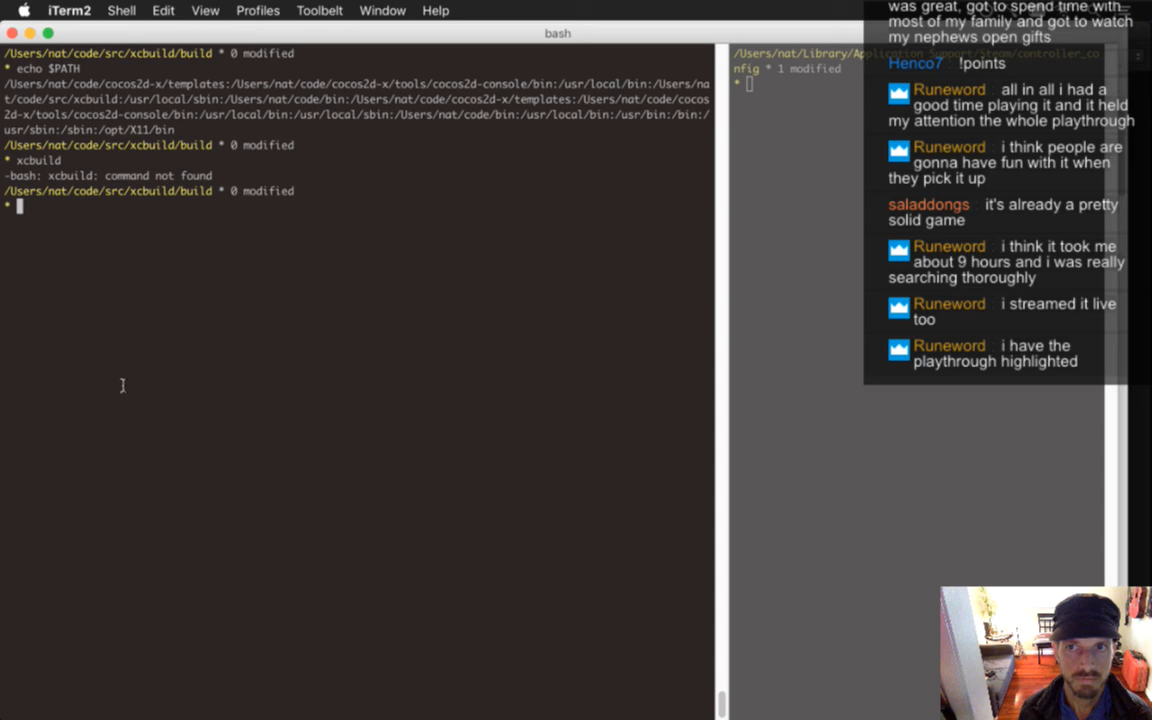 iTerm2 Shell Edit View Profiles Toolbelt Window Help
bash
/Users/nat/code/src/xcbuild/build * 0 modified
* echo $PATH
/Users/nat/code/cocos2d-x/templates:/Users/nat/code/cocos2d-x/tools/cocos2d-console/bin:/usr/local/bin:/Users/na
t/code/src/xcbuild:/usr/local/sbin:/Users/nat/code/bin:/Users/nat/code/cocos2d-x/templates:/Users/nat/code/cocos
2d-x/tools/cocos2d-console/bin:/usr/local/bin:/usr/local/sbin:/Users/nat/code/bin:/usr/local/bin:/usr/bin:/bin:/
usr/sbin:/sbin:/opt/X11/bin
/Users/nat/code/src/xcbuild/build * 0 modified
* xcbuild
-bash: xcbuild: command not found
/Users/nat/code/src/xcbuild/build * 0 modified
*
/Users/nat/Library/Application Support/Steam/controller_co
nfig * 1 modified
*
was great, got to spend time with
most of my family and got to watch
my nephews open gifts
Henco7 !points
Runeword all in all i had a
good time playing it and it held
my attention the whole playthrough
Runeword i think people are
gonna have fun with it when
they pick it up
saladdongs it's already a pretty
solid game
Runeword i think it took me
about 9 hours and i was really
searching thoroughly
Runeword i streamed it live
too
Runeword i have the
playthrough highlighted